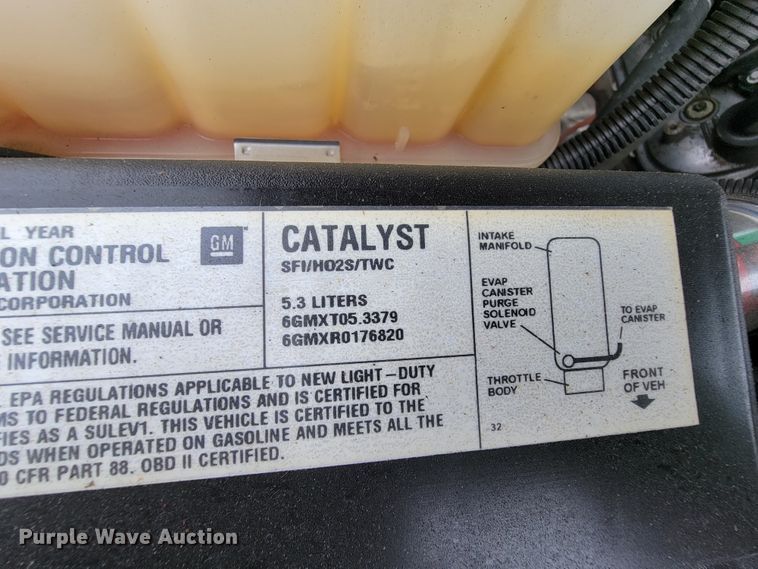 L YEAR
ON CONTROL
ATION
CORPORATION
GM
SEE SERVICE MANUAL OR
INFORMATION.
CATALYST
SFI/HO2S/TWC
5.3 LITERS
6GMXT05.3379
6GMXR0176820
EPA REGULATIONS APPLICABLE TO NEW LIGHT-DUTY
MS TO FEDERAL REGULATIONS AND IS CERTIFIED FOR
FIES AS A SULEV1. THIS VEHICLE IS CERTIFIED TO THE
DS WHEN OPERATED ON GASOLINE AND MEETS ALL THE
0 CFR PART 88. OBD II CERTIFIED.
INTAKE
MANIFOLD
EVAP
CANISTER
PURGE
SOLENOID
VALVE
TO EVAP
CANISTER
THROTTLE
BODY
FRONT
OF VEH
32
Purple Wave Auction